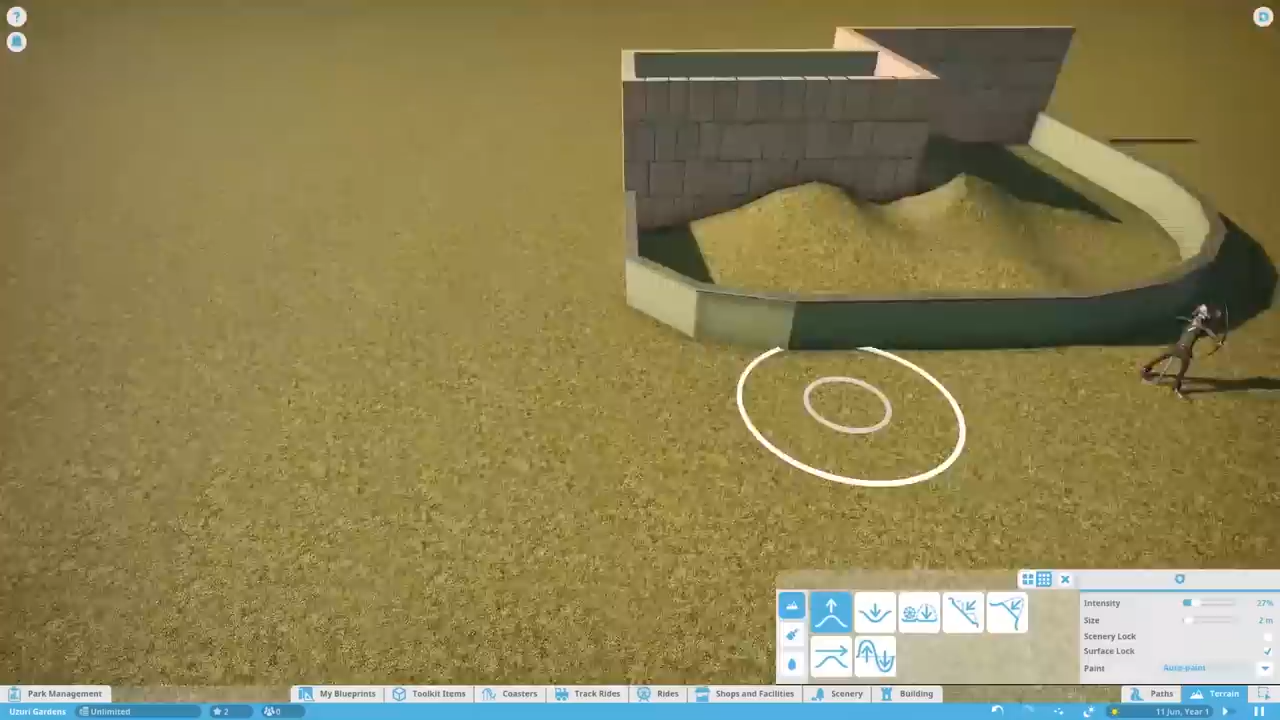 ?
Intensity 27%
Size 2 m
Scenery Lock
Surface Lock
Paint Auto-paint
Park Management My Blueprints Toolkit Items Coasters Track Rides Rides Shops and Facilities Scenery Building Paths Terrain
Uzuri Gardens Unlimited 2 0 11 Jun, Year 1